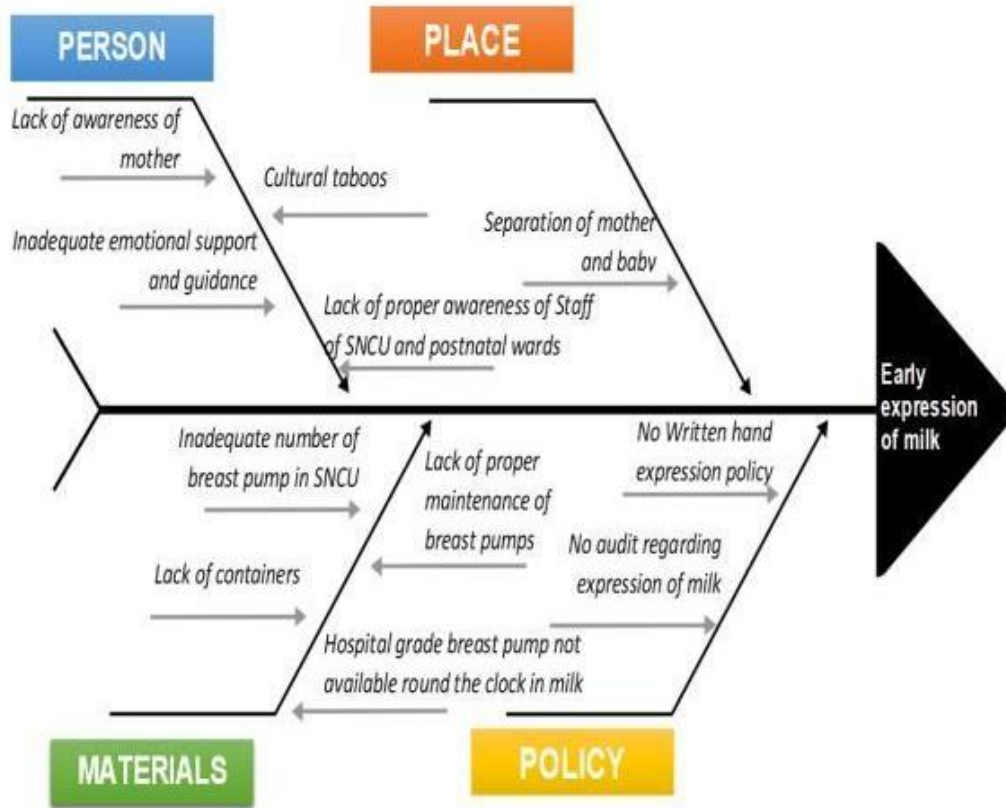 PERSON
PLACE
Lack of awareness of
mother
Cultural taboos
Inadequate emotional support
and guidance
Separation of mother
and baby
Lack of proper awareness of Staff
of SNCU and postnatal wards
Early
expression
of milk
Inadequate number of
breast pump in SNCU
Lack of proper
maintenance of
breast pumps
No Written hand
expression policy
Lack of containers
No audit regarding
expression of milk
Hospital grade breast pump not
available round the clock in milk
MATERIALS
POLICY